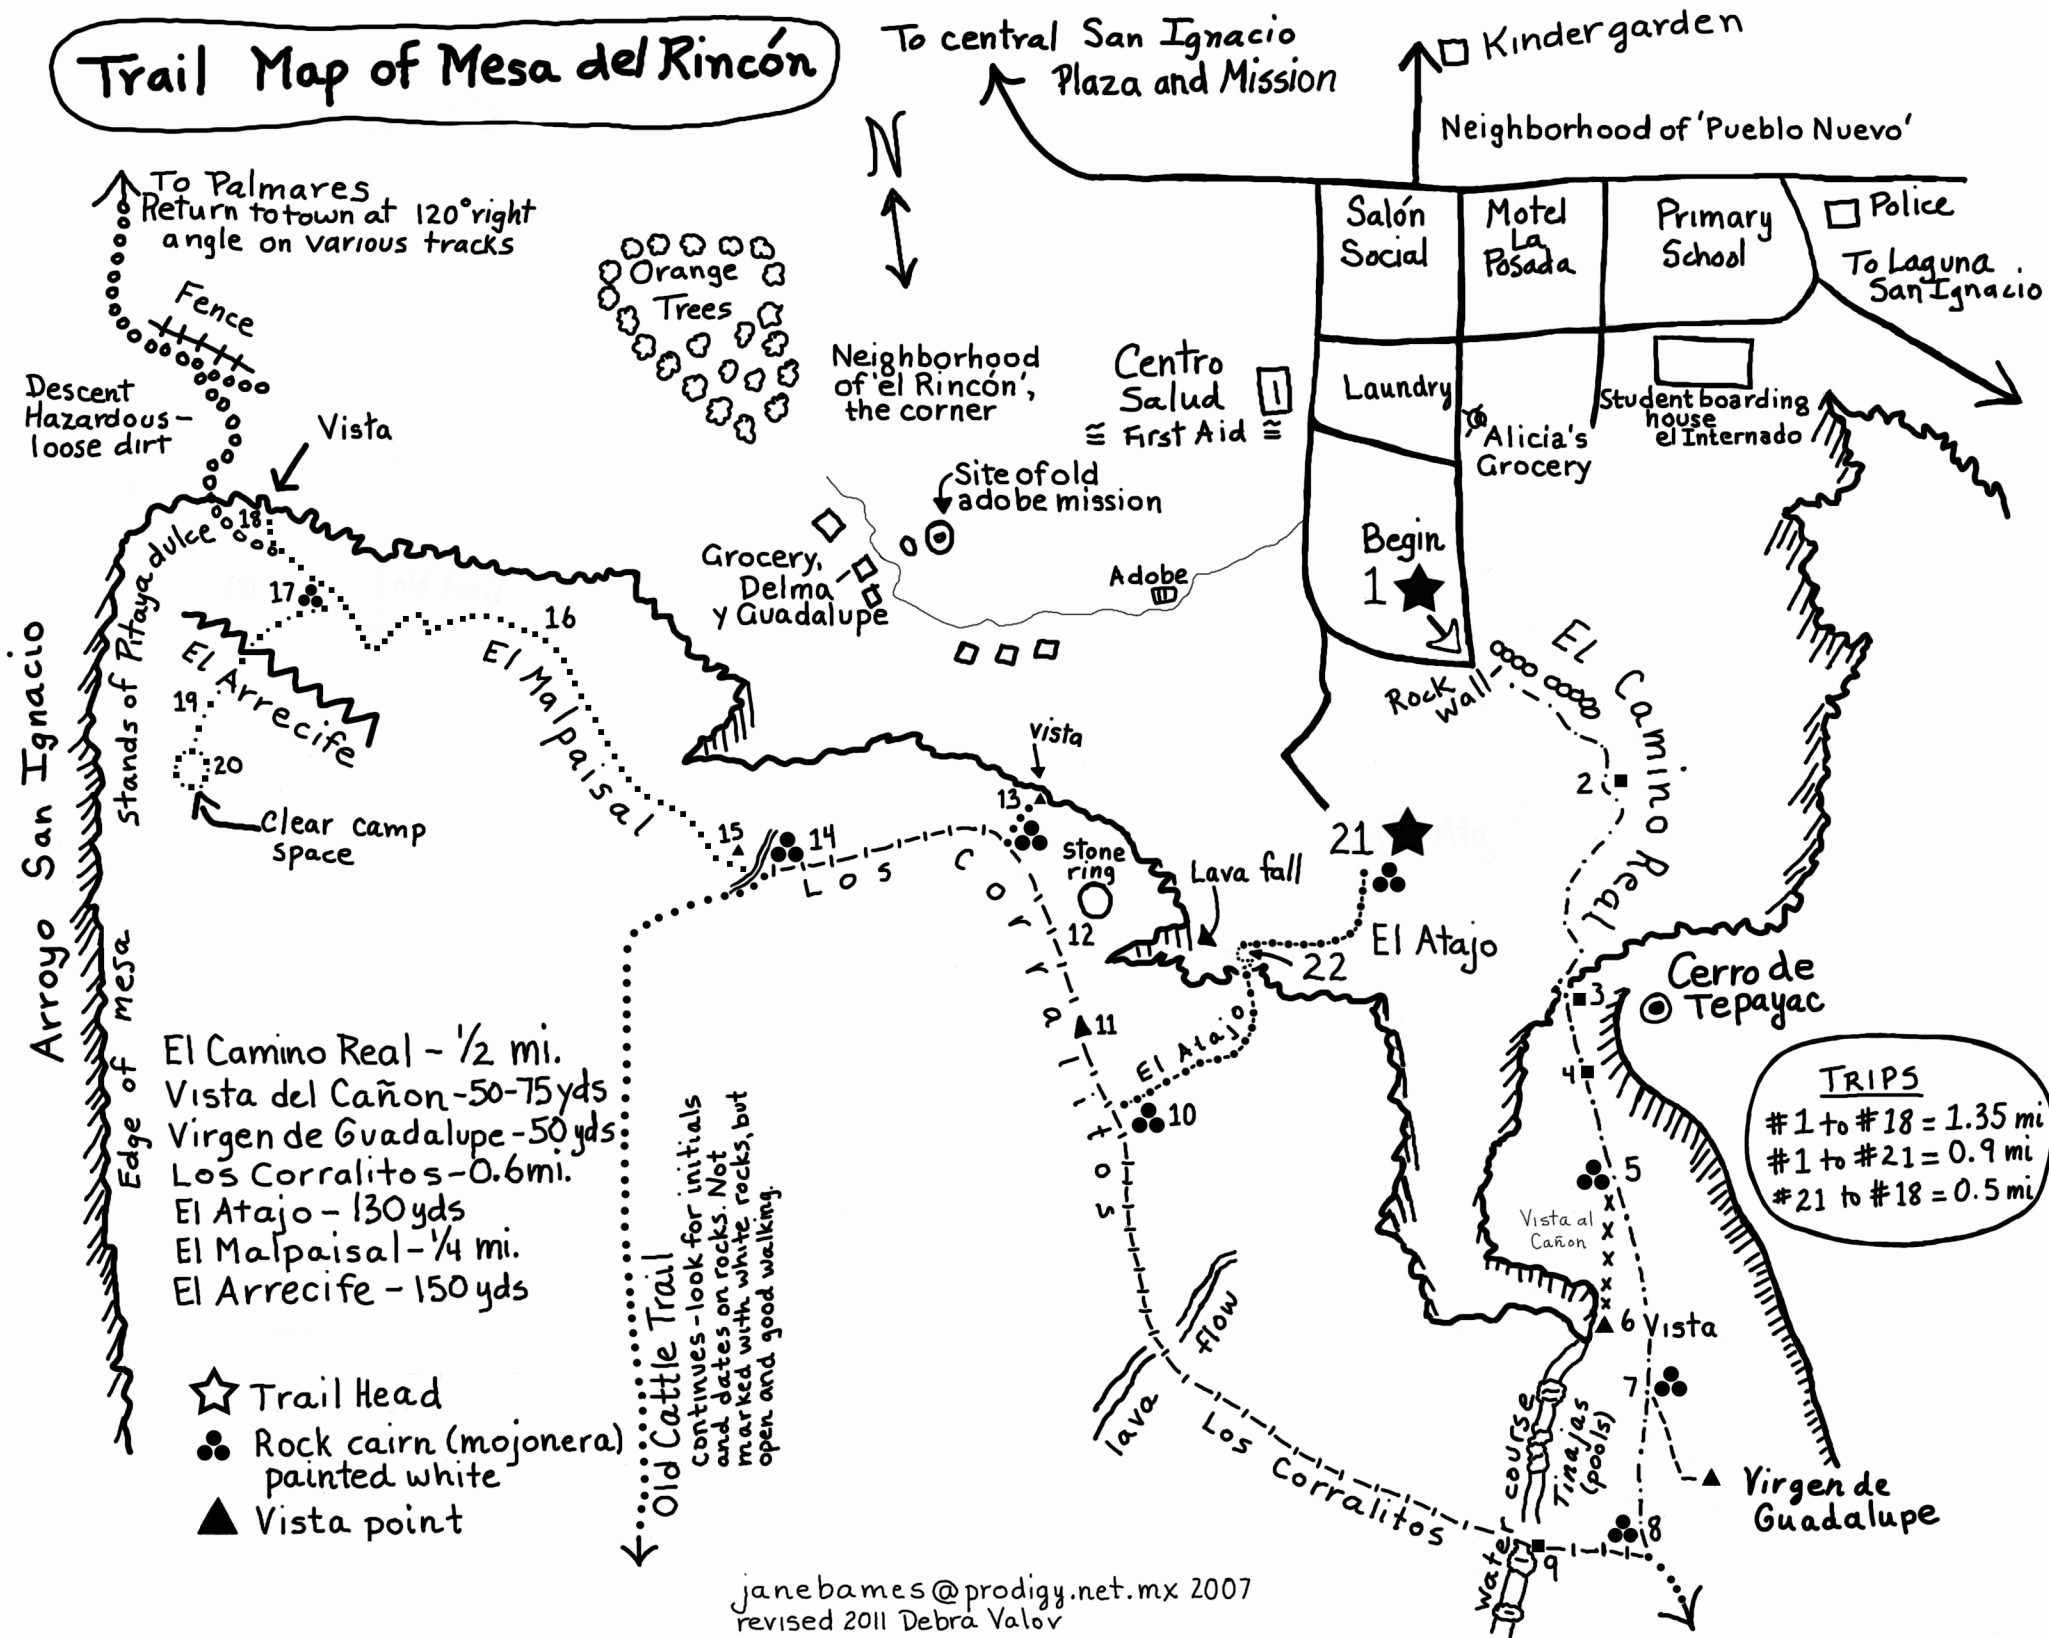 Trail Map of Mesa del Rincón
To central San Ignacio
Plaza and Mission
Kindergarden
Neighborhood of 'Pueblo Nuevo'
N
To Palmares
Return to town at 120° right
angle on various tracks
Fence
Descent
Hazardous–
loose dirt
Vista
Orange
Trees
Neighborhood
of 'el Rincón',
the corner
Salón
Social
Motel
La
Posada
Primary
School
Police
To Laguna
San Ignacio
Centro
Salud
First Aid
Laundry
Alicia's
Grocery
Student boarding
house
el Internado
Site of old
adobe mission
Grocery,
Delma
y Guadalupe
Adobe
Begin
1
Rock
Wall
El Camino Real
2
3
4
5
Vista al
Cañon
6 Vista
7
8
9
Virgen de
Guadalupe
Cerro de
Tepayac
TRIPS
#1 to #18 = 1.35 mi
#1 to #21 = 0.9 mi
#21 to #18 = 0.5 mi
21
El Atajo
22
Lava fall
El Atajo
10
11
12
stone
ring
vista
13
14
15
Los Corralitos
16
El Malpaisal
17
18
Stands of Pitaya dulce
El Arrecife
19
20
Clear camp
space
Arroyo San Ignacio
Edge of mesa
El Camino Real – 1/2 mi.
Vista del Cañon-50-75 yds
Virgen de Guadalupe-50 yds
Los Corralitos-0.6mi.
El Atajo – 130 yds
El Malpaisal-1/4 mi.
El Arrecife – 150 yds
Trail Head
Rock cairn (mojonera)
painted white
Vista point
Old Cattle Trail
continues-look for initials
and dates on rocks. Not
marked with white rocks, but
open and good walking.
lava flow
Los Corralitos
water course
Tinajas
(pools)
janebames@prodigy.net.mx 2007
revised 2011 Debra Valov